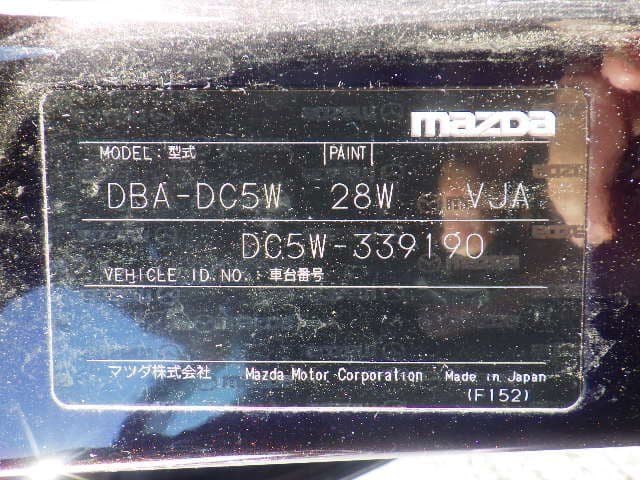 mazda
MODEL : 型式 PAINT
DBA-DC5W 28W VJA
DC5W-339190
VEHICLE ID.NO.: 車台番号
マツダ株式会社 Mazda Motor Corporation Made in Japan
(F152)